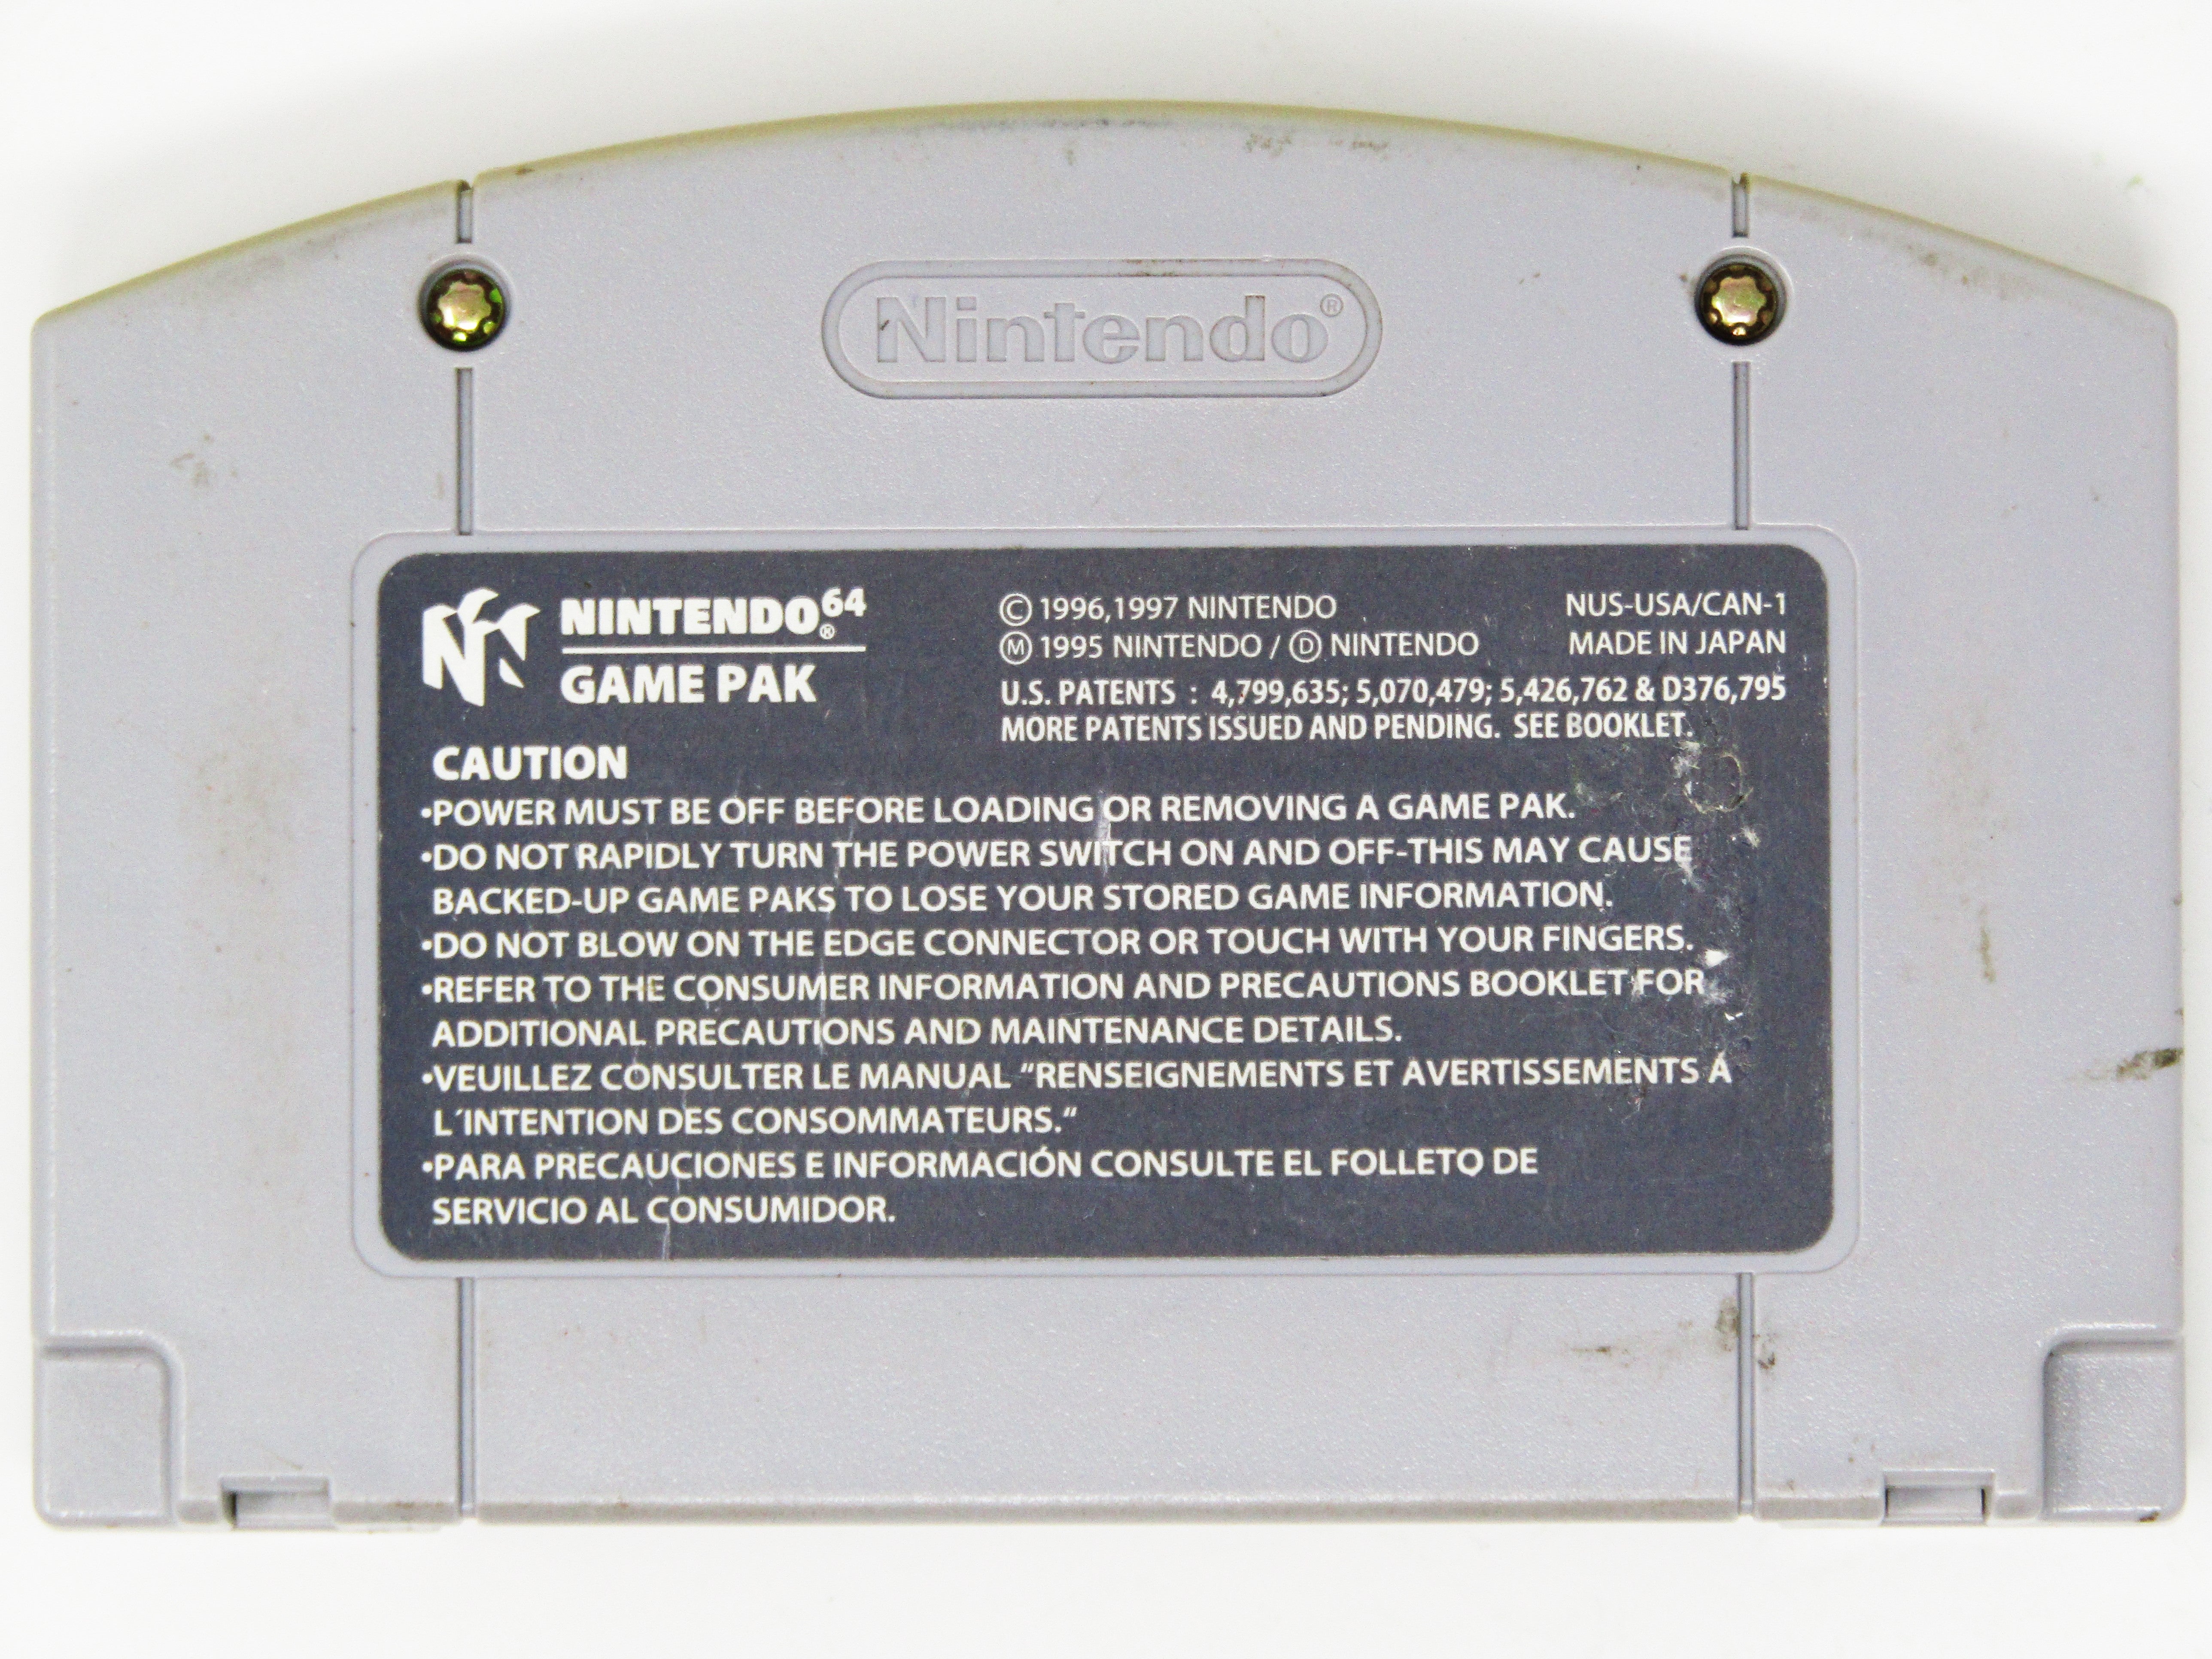 Nintendo®
NINTENDO64®
GAME PAK
© 1996,1997 NINTENDO
Ⓜ 1995 NINTENDO / Ⓓ NINTENDO
NUS-USA/CAN-1
MADE IN JAPAN
U.S. PATENTS : 4,799,635; 5,070,479; 5,426,762 & D376,795
MORE PATENTS ISSUED AND PENDING. SEE BOOKLET.
CAUTION
•POWER MUST BE OFF BEFORE LOADING OR REMOVING A GAME PAK.
•DO NOT RAPIDLY TURN THE POWER SWITCH ON AND OFF-THIS MAY CAUSE
BACKED-UP GAME PAKS TO LOSE YOUR STORED GAME INFORMATION.
•DO NOT BLOW ON THE EDGE CONNECTOR OR TOUCH WITH YOUR FINGERS.
•REFER TO THE CONSUMER INFORMATION AND PRECAUTIONS BOOKLET FOR
ADDITIONAL PRECAUTIONS AND MAINTENANCE DETAILS.
•VEUILLEZ CONSULTER LE MANUAL "RENSEIGNEMENTS ET AVERTISSEMENTS Á
L´INTENTION DES CONSOMMATEURS."
•PARA PRECAUCIONES E INFORMACIÓN CONSULTE EL FOLLETO DE
SERVICIO AL CONSUMIDOR.